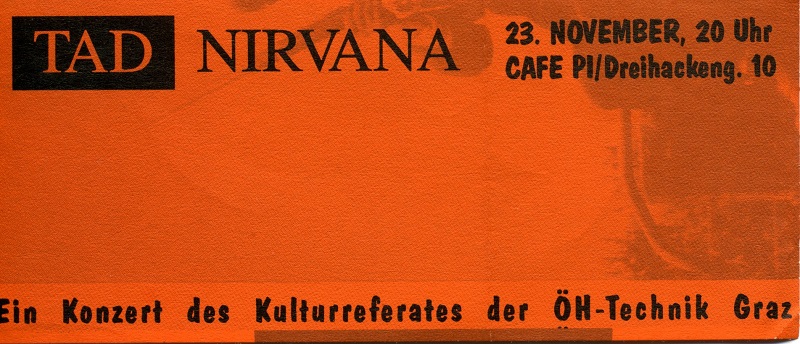 TAD NIRVANA
23. NOVEMBER, 20 Uhr
CAFE PI/Dreihackeng. 10
Ein Konzert des Kulturreferates der ÖH-Technik Graz